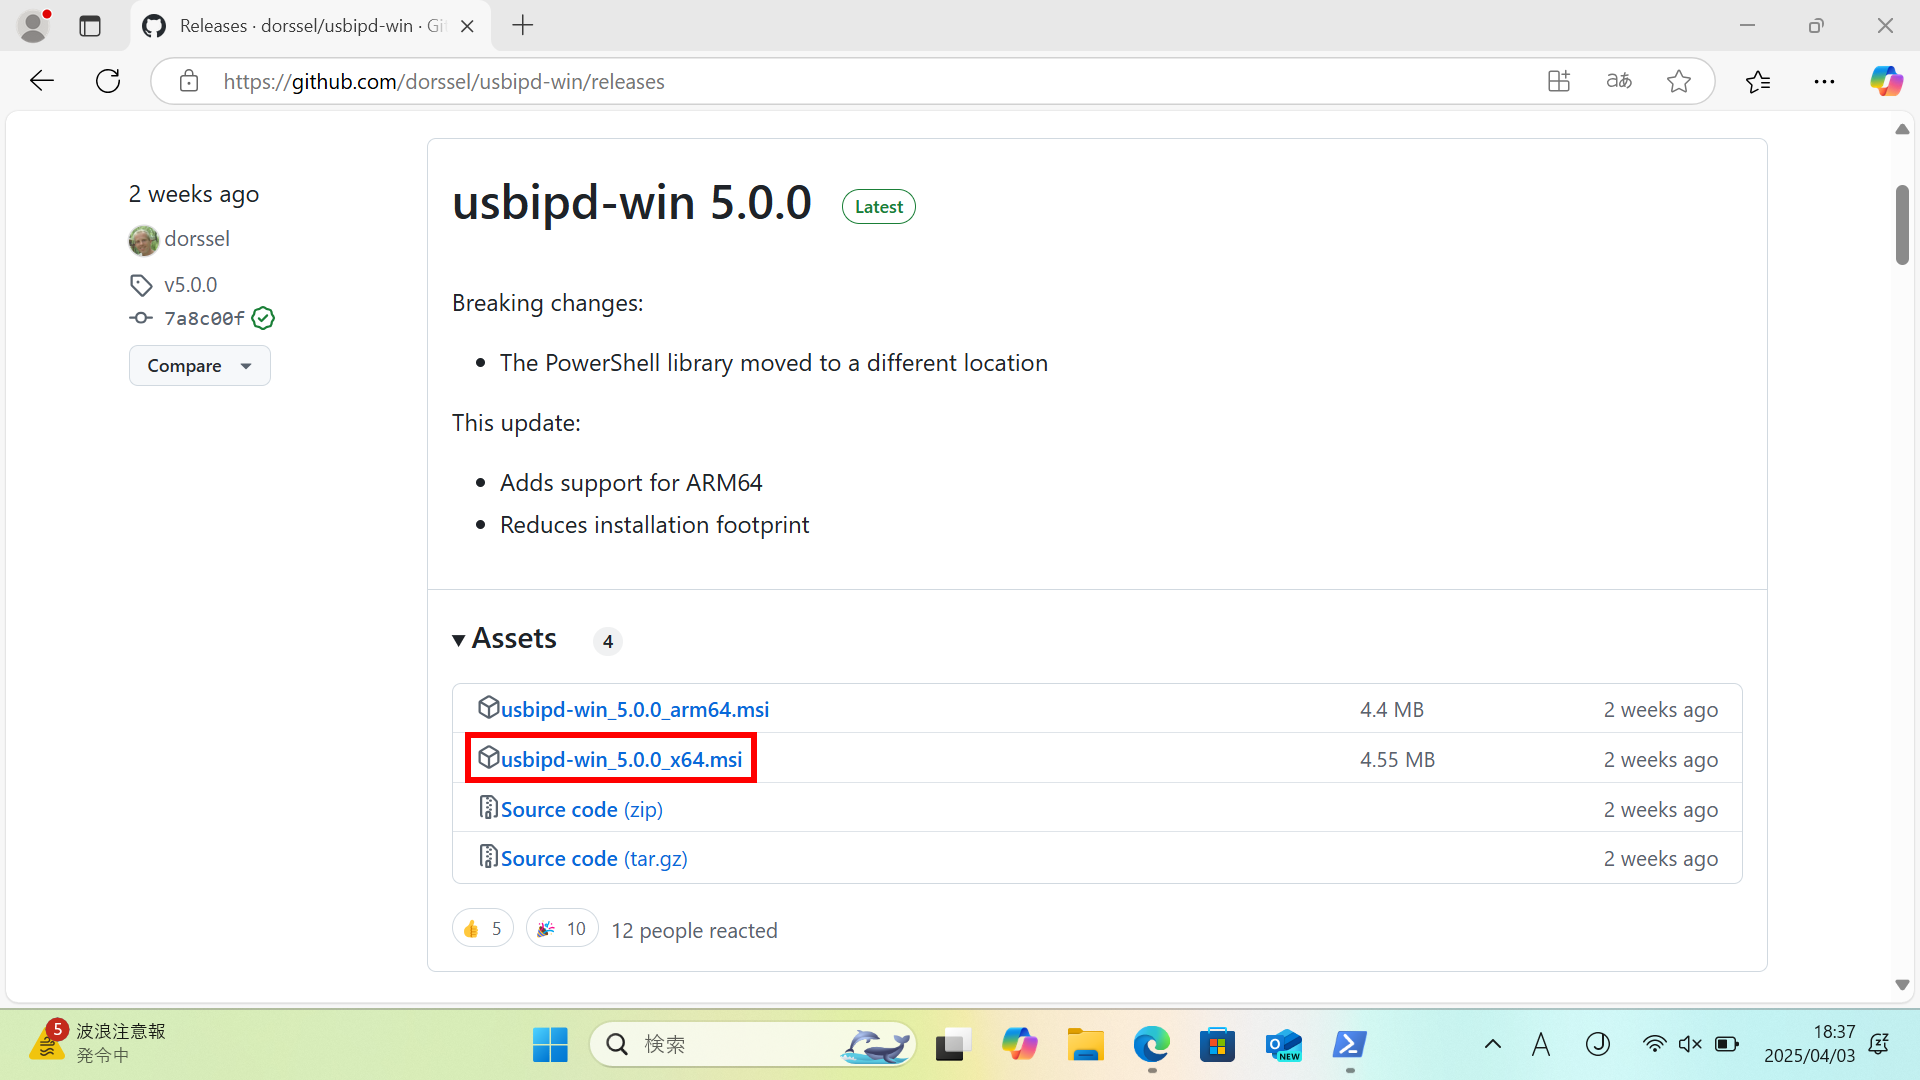 Releases · dorssel/usbipd-win · Git
https://github.com/dorssel/usbipd-win/releases
aあ
2 weeks ago
dorssel
v5.0.0
7a8c00f
Compare
usbipd-win 5.0.0 Latest
Breaking changes:
The PowerShell library moved to a different location
This update:
Adds support for ARM64
Reduces installation footprint
Assets 4
usbipd-win_5.0.0_arm64.msi 4.4 MB 2 weeks ago
usbipd-win_5.0.0_x64.msi 4.55 MB 2 weeks ago
Source code (zip) 2 weeks ago
Source code (tar.gz) 2 weeks ago
5 10 12 people reacted
5 波浪注意報
発令中
検索
NEW
A
J
18:37
2025/04/03